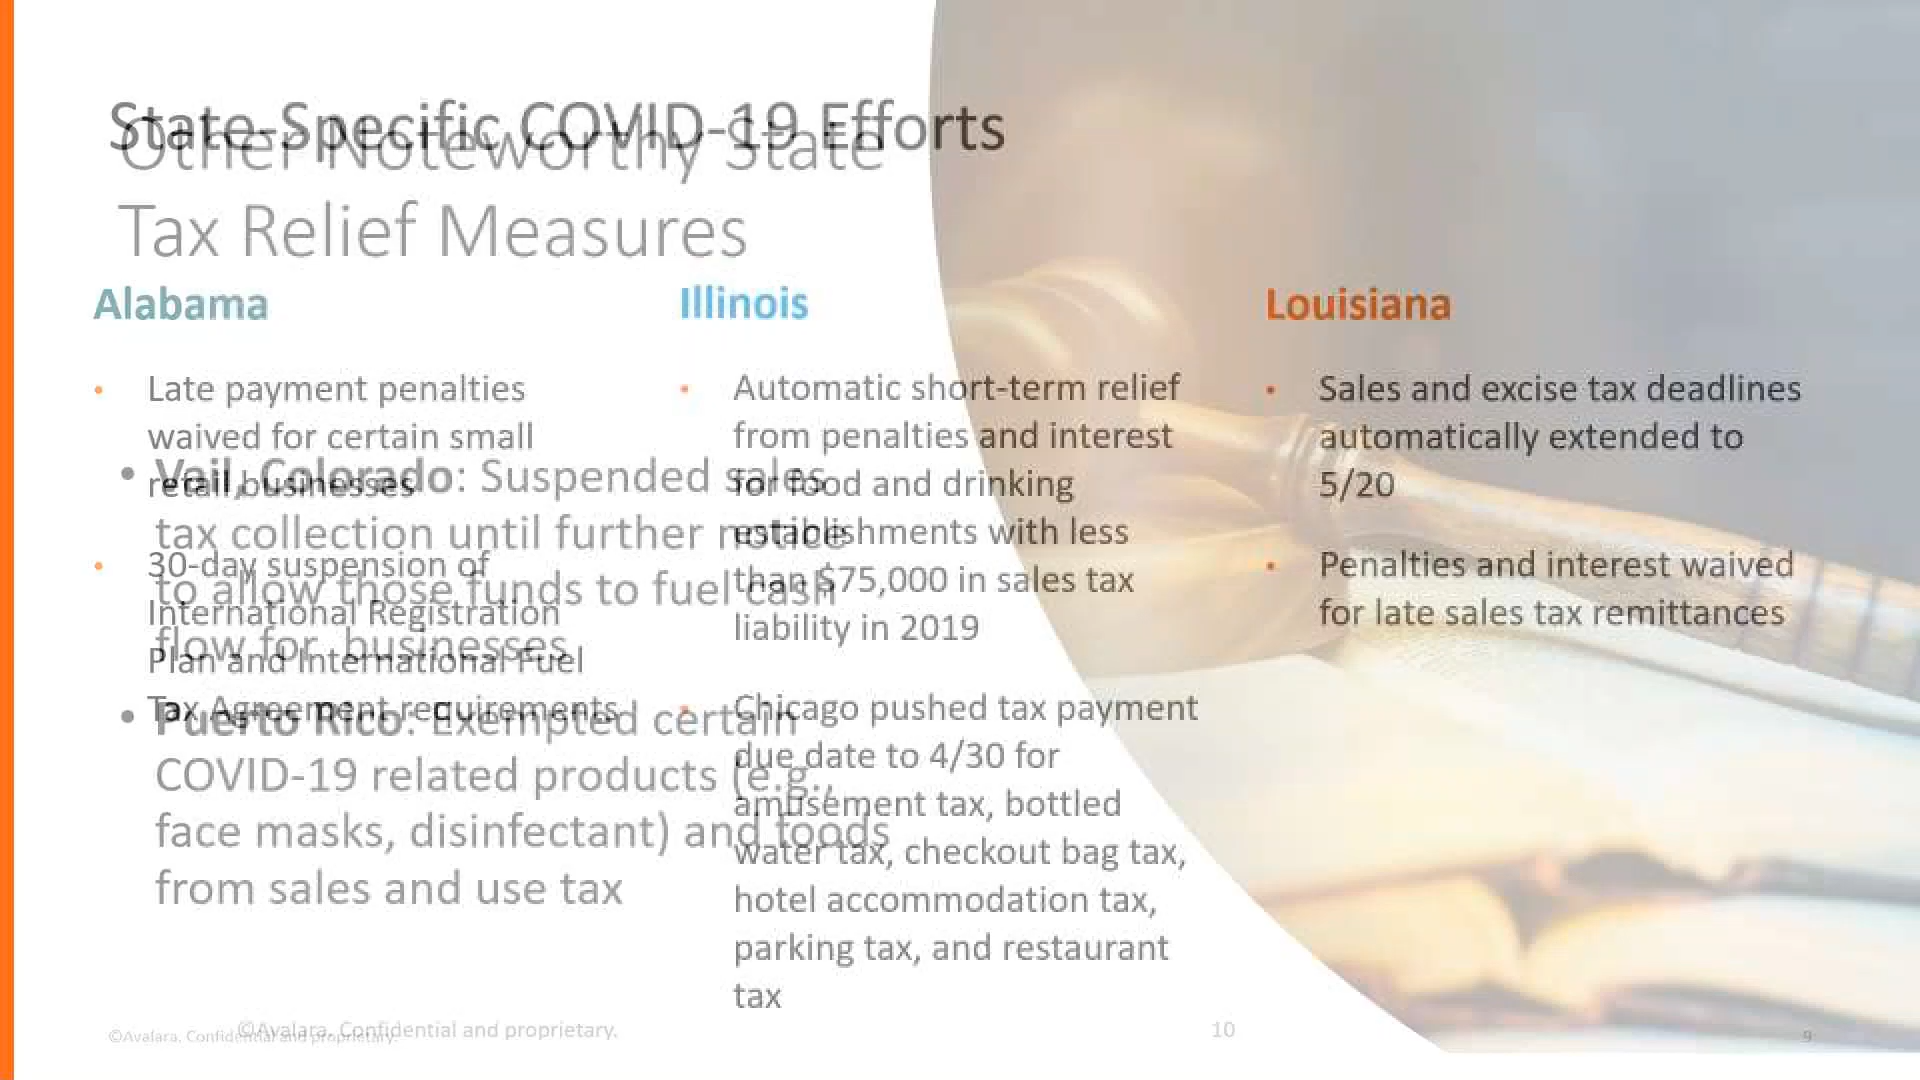 State-Specific COVID-19 Efforts
Other Noteworthy State
Tax Relief Measures
Alabama
• Late payment penalties
waived for certain small
retail businesses
• 30-day suspension of
International Registration
Plan and International Fuel
Tax Agreement requirements
Illinois
• Automatic short-term relief
from penalties and interest
for food and drinking
establishments with less
than $75,000 in sales tax
liability in 2019
• Chicago pushed tax payment
due date to 4/30 for
amusement tax, bottled
water tax, checkout bag tax,
hotel accommodation tax,
parking tax, and restaurant
tax
Louisiana
• Sales and excise tax deadlines
automatically extended to
5/20
• Penalties and interest waived
for late sales tax remittances
• Vail, Colorado: Suspended sales
tax collection until further notice
to allow those funds to fuel cash
flow for businesses
• Puerto Rico: Exempted certain
COVID-19 related products (e.g.,
face masks, disinfectant) and foods
from sales and use tax
©Avalara. Confidential and proprietary.
©Avalara. Confidential and proprietary.
10
9